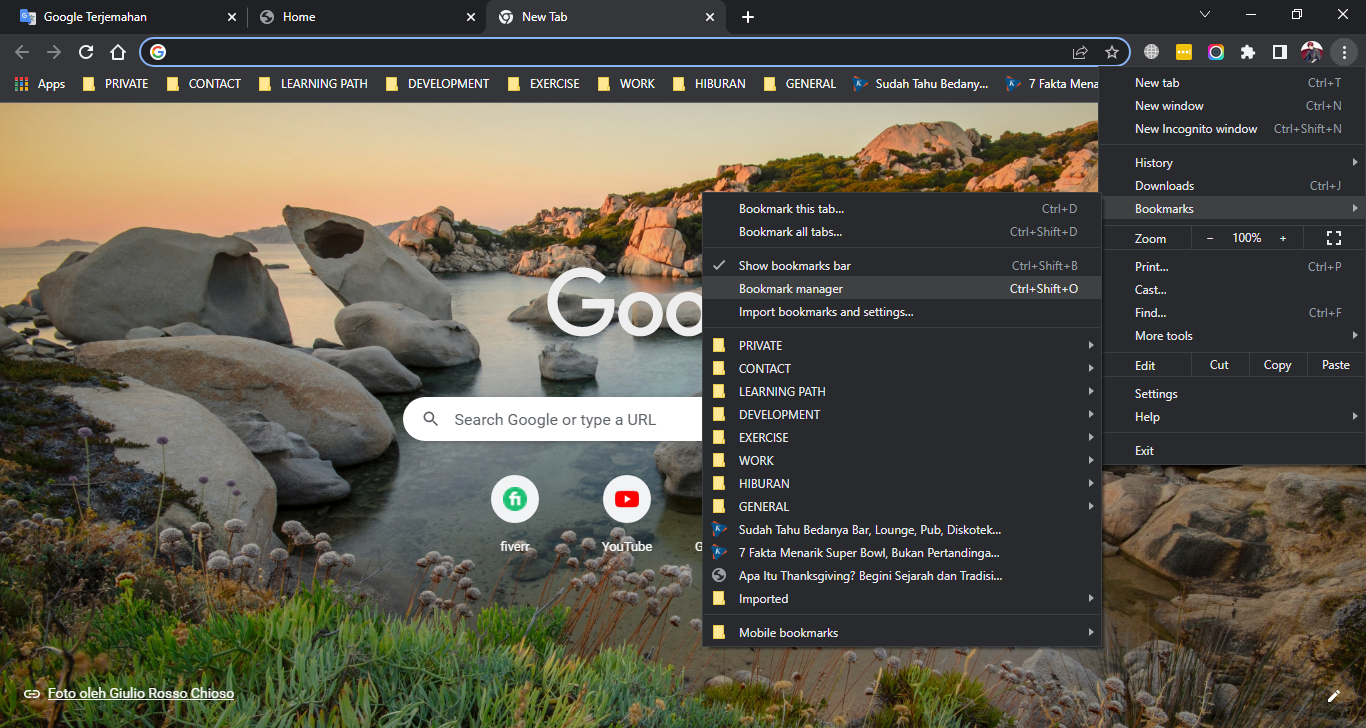 Google Terjemahan
Home
New Tab
Apps
PRIVATE
CONTACT
LEARNING PATH
DEVELOPMENT
EXERCISE
WORK
HIBURAN
GENERAL
Sudah Tahu Bedany...
7 Fakta Mena
New tab Ctrl+T
New window Ctrl+N
New Incognito window Ctrl+Shift+N
History
Downloads Ctrl+J
Bookmarks
Zoom - 100% +
Print... Ctrl+P
Cast...
Find... Ctrl+F
More tools
Edit Cut Copy Paste
Settings
Help
Exit
Bookmark this tab... Ctrl+D
Bookmark all tabs... Ctrl+Shift+D
Show bookmarks bar Ctrl+Shift+B
Bookmark manager Ctrl+Shift+O
Import bookmarks and settings...
PRIVATE
CONTACT
LEARNING PATH
DEVELOPMENT
EXERCISE
WORK
HIBURAN
GENERAL
Sudah Tahu Bedanya Bar, Lounge, Pub, Diskotek...
7 Fakta Menarik Super Bowl, Bukan Pertandinga...
Apa Itu Thanksgiving? Begini Sejarah dan Tradisi...
Imported
Mobile bookmarks
Goo
Search Google or type a URL
fiverr
YouTube
G
Foto oleh Giulio Rosso Chioso